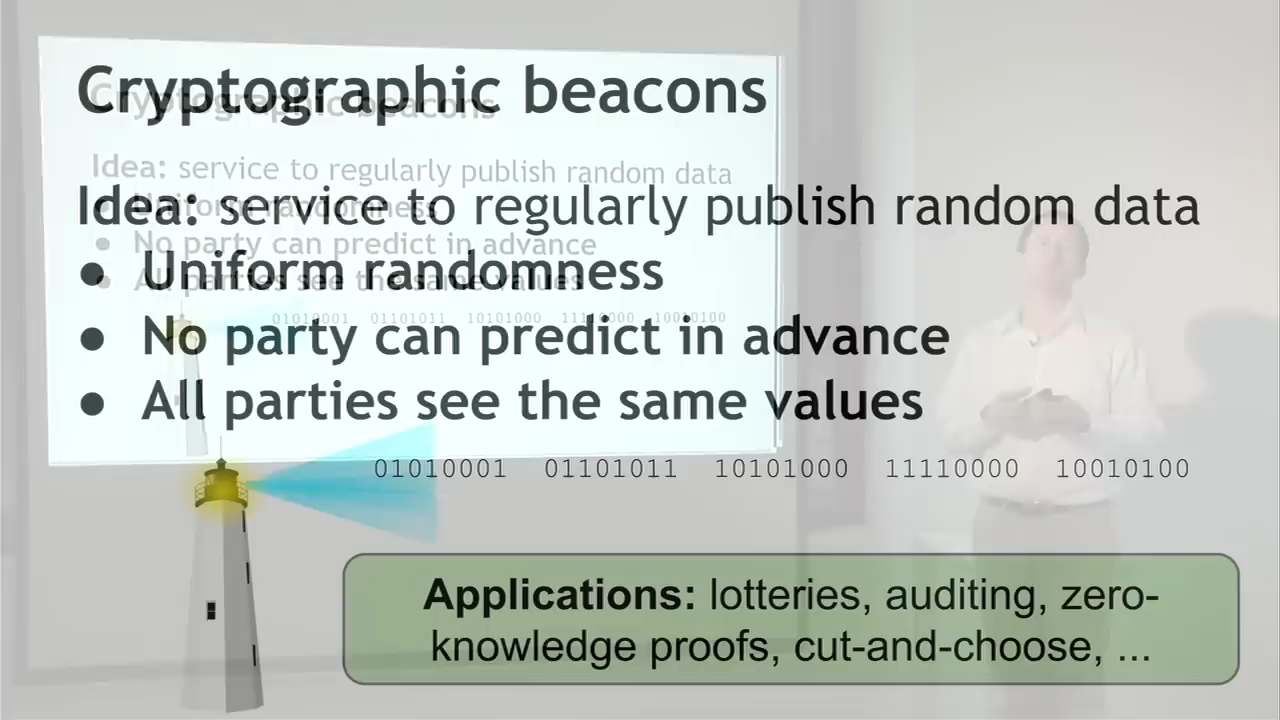 Cryptographic beacons
Idea: service to regularly publish random data
● Uniform randomness
● No party can predict in advance
● All parties see the same values
01010001 01101011 10101000 11110000 10010100
Applications: lotteries, auditing, zero-
knowledge proofs, cut-and-choose, ...